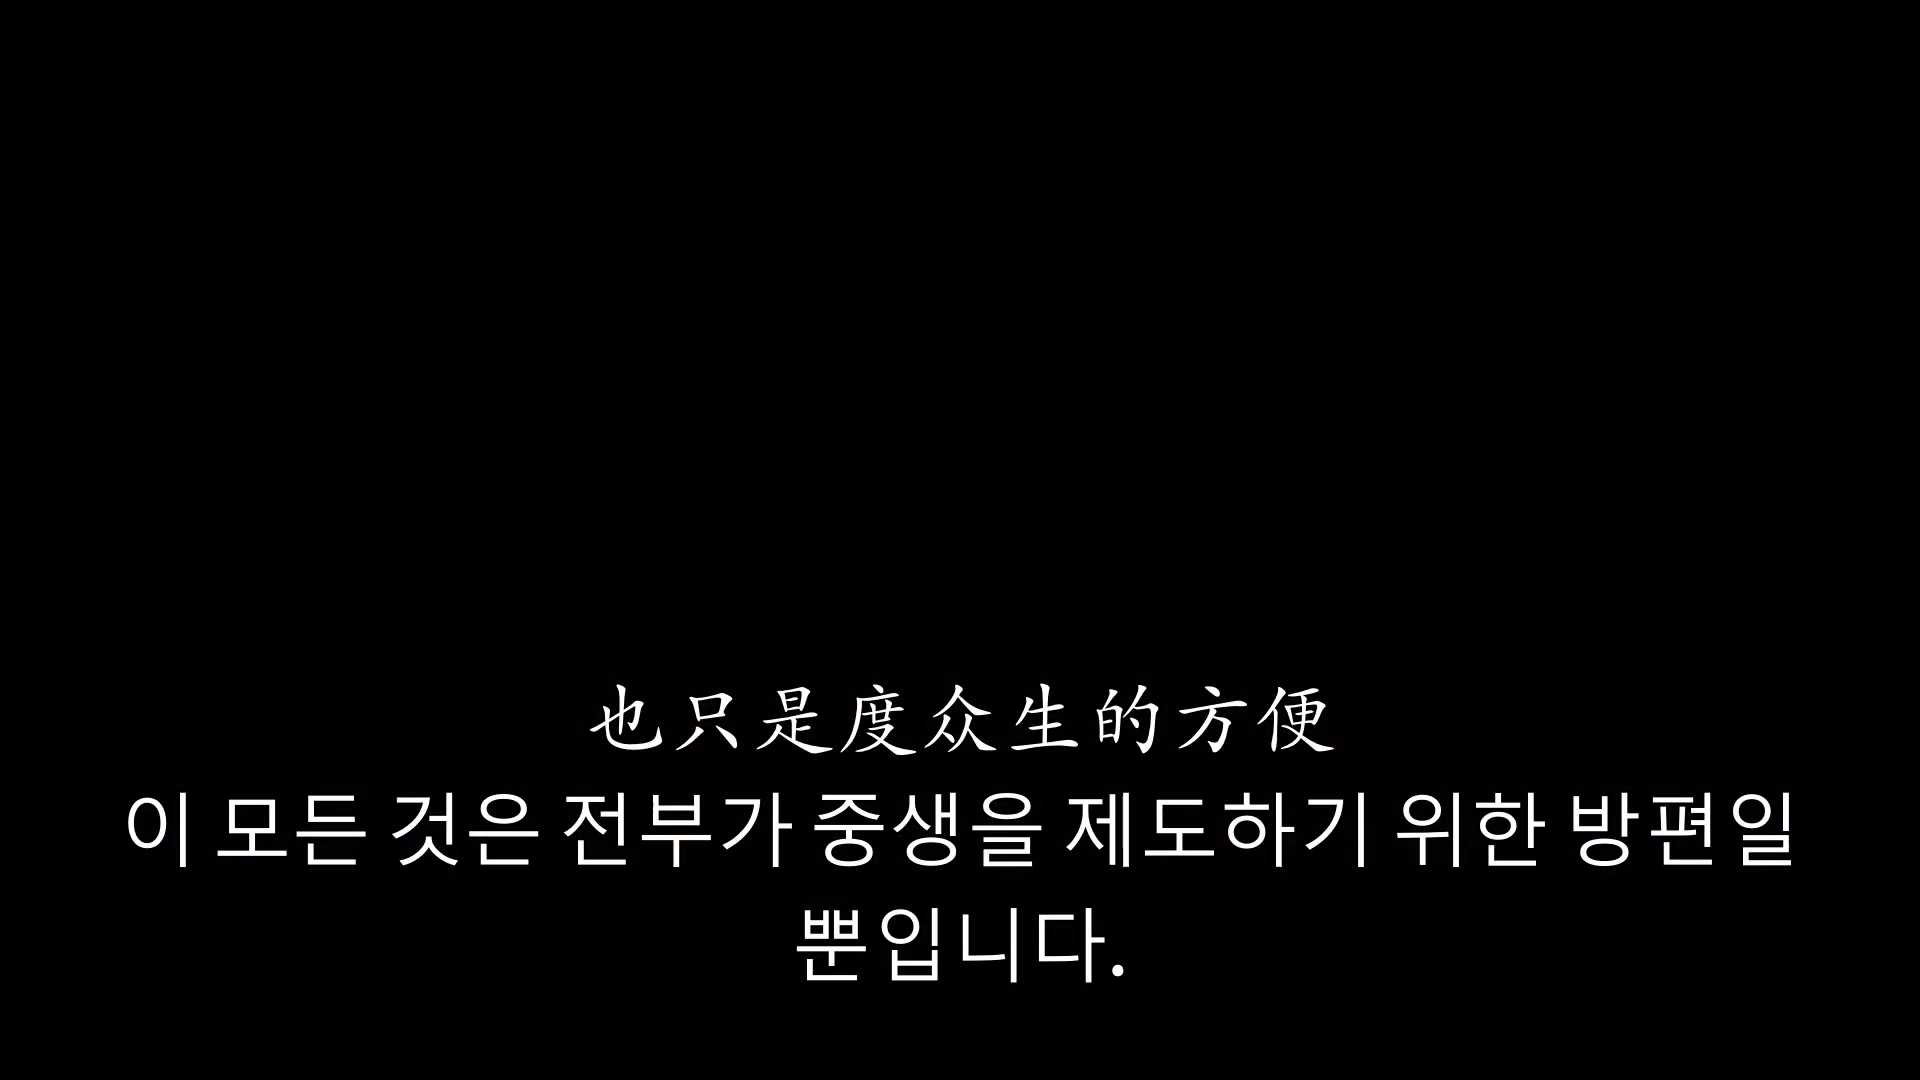 也只是度众生的方便
이 모든 것은 전부가 중생을 제도하기 위한 방편일
뿐입니다.